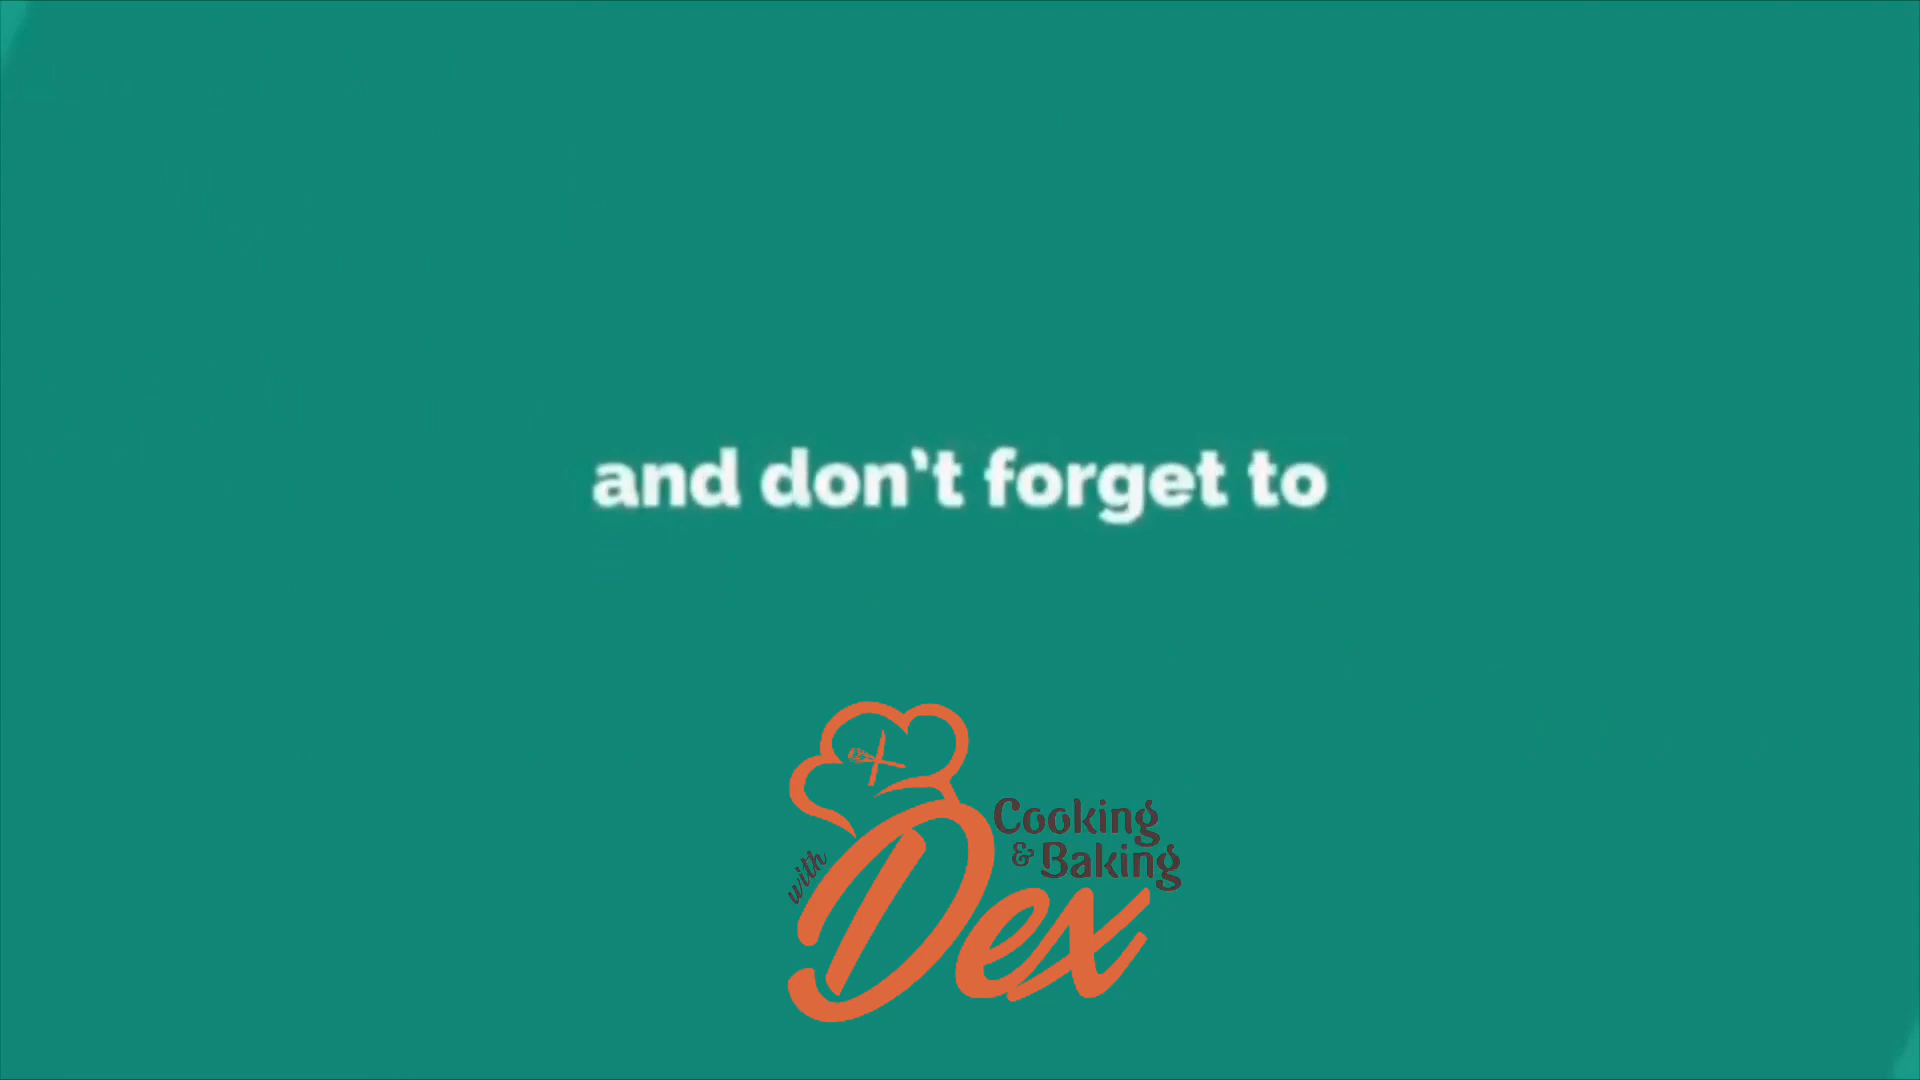 and don't forget to
Cooking
& Baking
with
Dex